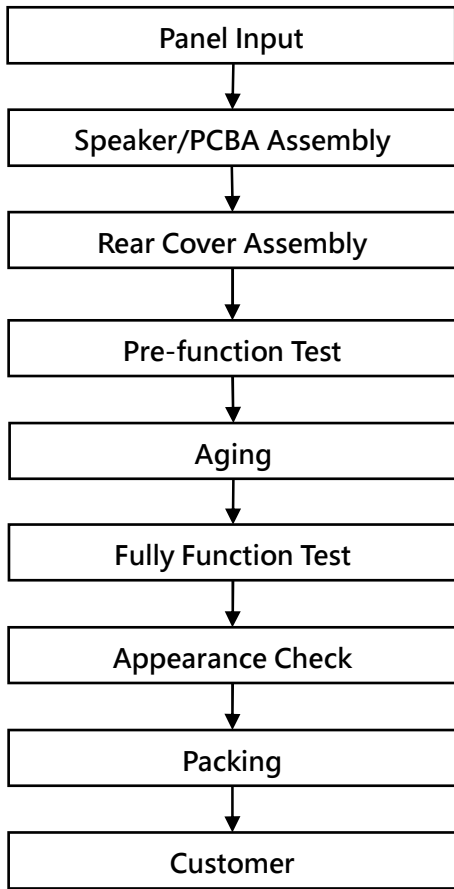 Panel Input
Speaker/PCBA Assembly
Rear Cover Assembly
Pre-function Test
Aging
Fully Function Test
Appearance Check
Packing
Customer